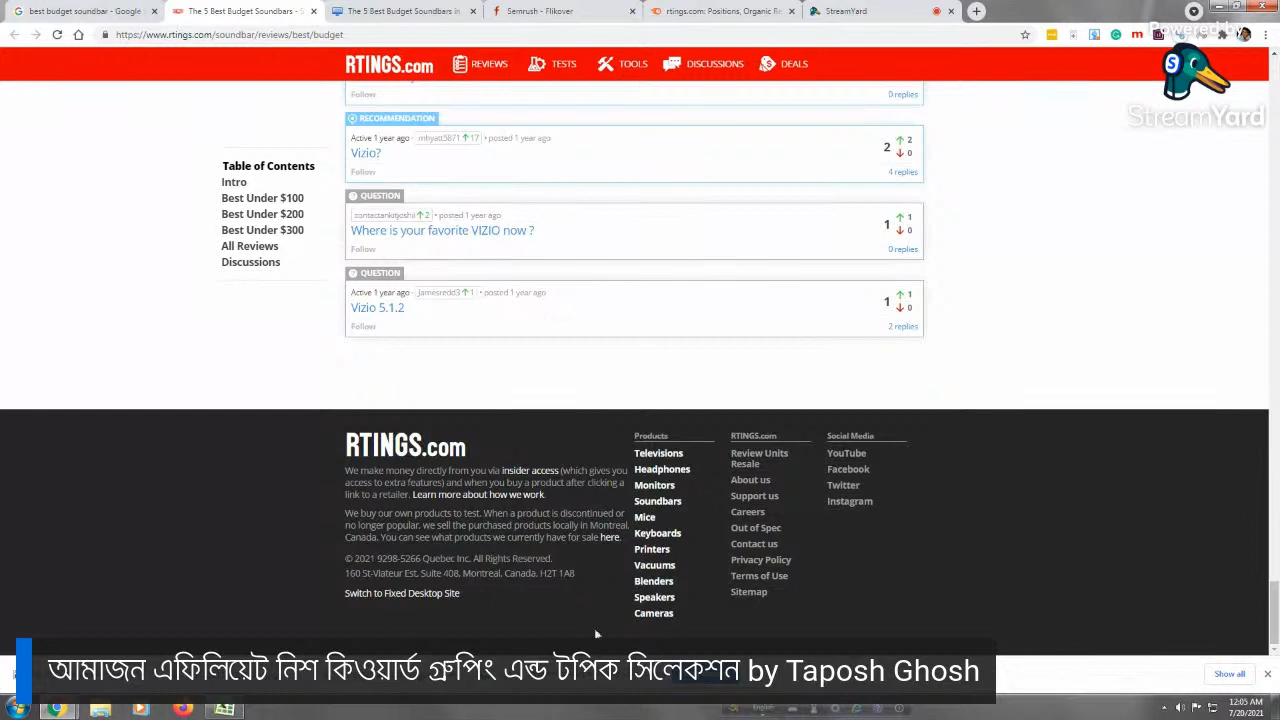 best budget soundbar - Google
The 5 Best Budget Soundbars - S
The Best Budget Soundbars in
Semrush - Flikover
rtings.com: Positions, Organic Re
StreamYard
https://www.rtings.com/soundbar/reviews/best/budget
Powered by
StreamYard
RTINGS.com
REVIEWS
TESTS
TOOLS
DISCUSSIONS
DEALS
Follow
0 replies
RECOMMENDATION
Active 1 year ago · mhyatt5871 17 • posted 1 year ago
Vizio?
2
2
0
Follow
4 replies
QUESTION
contactankitjoshii 2 • posted 1 year ago
Where is your favorite VIZIO now ?
1
1
0
Follow
0 replies
QUESTION
Active 1 year ago · Jamesredd3 1 • posted 1 year ago
Vizio 5.1.2
1
1
0
Follow
2 replies
Table of Contents
Intro
Best Under $100
Best Under $200
Best Under $300
All Reviews
Discussions
RTINGS.com
We make money directly from you via insider access (which gives you
access to extra features) and when you buy a product after clicking a
link to a retailer. Learn more about how we work.
We buy our own products to test. When a product is discontinued or
no longer popular, we sell the purchased products locally in Montreal,
Canada. You can see what products we currently have for sale here.
© 2021 9298-5266 Quebec Inc. All Rights Reserved.
160 St-Viateur Est, Suite 408, Montreal, Canada, H2T 1A8
Switch to Fixed Desktop Site
Products
Televisions
Headphones
Monitors
Soundbars
Mice
Keyboards
Printers
Vacuums
Blenders
Speakers
Cameras
RTINGS.com
Review Units
Resale
About us
Support us
Careers
Out of Spec
Contact us
Privacy Policy
Terms of Use
Sitemap
Social Media
YouTube
Facebook
Twitter
Instagram
আমাজন এফিলিয়েট নিশ কিওয়ার্ড গ্রুপিং এন্ড টপিক সিলেকশন by Taposh Ghosh
Show all
12:05 AM
7/20/2021